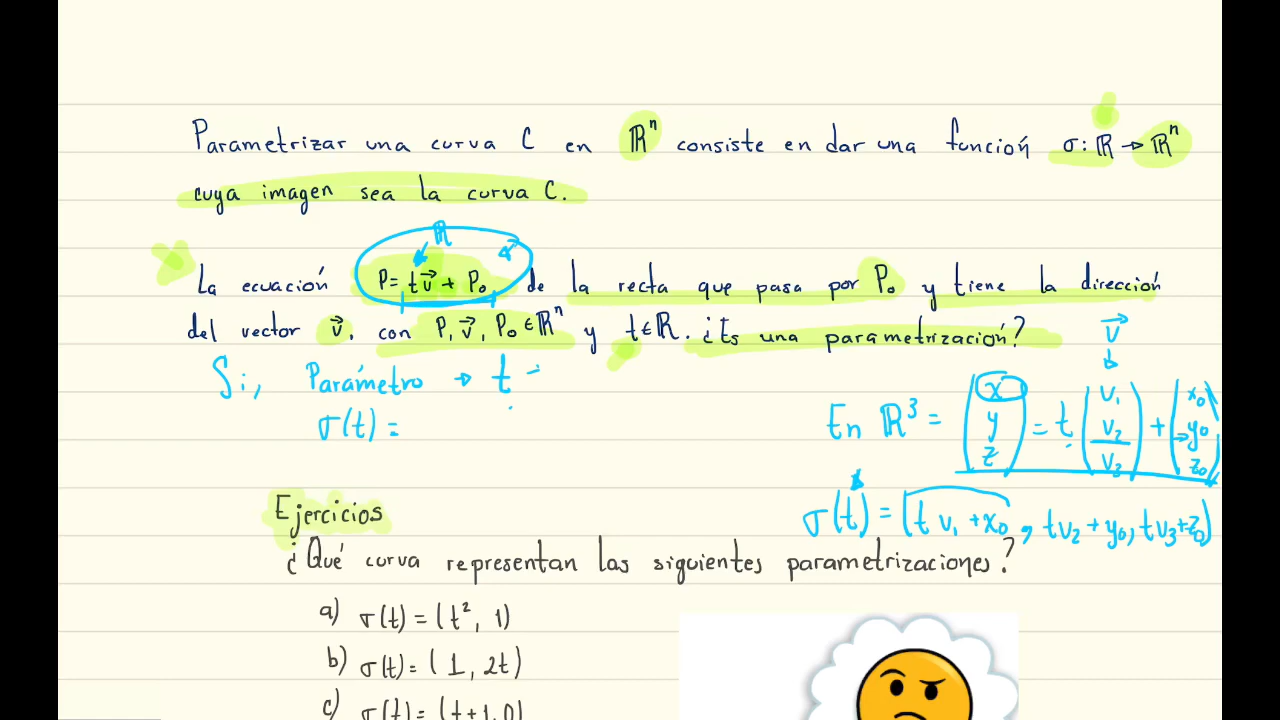 Parametrizar una curva C en ℝⁿ consiste en dar una función σ: ℝ → ℝⁿ
cuya imagen sea la curva C.
ℝ
La ecuación P = t v⃗ + P₀ de la recta que pasa por P₀ y tiene la dirección
del vector v⃗, con P, v⃗, P₀ ∈ ℝⁿ y t ∈ ℝ. ¿Es una parametrización?
v⃗
Si, Parámetro → t
σ(t) =
En ℝ³ = (x y z) = t (v₁ v₂ v₃) + (x₀ y₀ z₀)
σ(t) = (t v₁ + x₀, t v₂ + y₀, t v₃ + z₀)
Ejercicios
¿Qué curva representan las siguientes parametrizaciones?
a) σ(t) = (t², 1)
b) σ(t) = (1, 2t)
c) σ(t) = (t+1, 0)